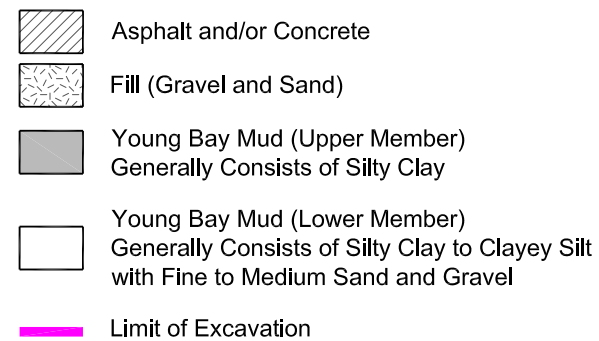 Asphalt and/or Concrete
Fill (Gravel and Sand)
Young Bay Mud (Upper Member)
Generally Consists of Silty Clay
Young Bay Mud (Lower Member)
Generally Consists of Silty Clay to Clayey Silt
with Fine to Medium Sand and Gravel
Limit of Excavation